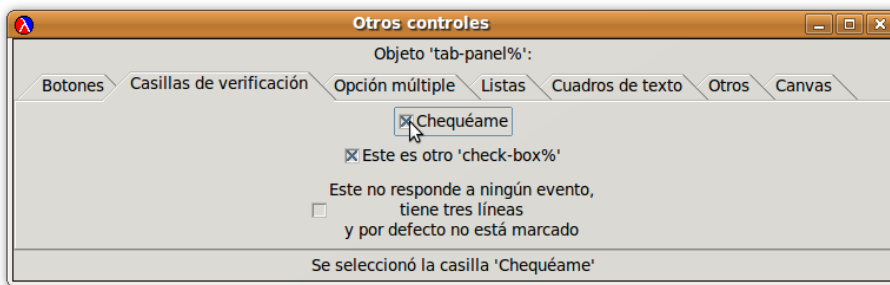 Otros controles
Objeto 'tab-panel%':
Botones Casillas de verificación Opción múltiple Listas Cuadros de texto Otros Canvas
Chequéame
Este es otro 'check-box%'
Este no responde a ningún evento,
tiene tres líneas
y por defecto no está marcado
Se seleccionó la casilla 'Chequéame'